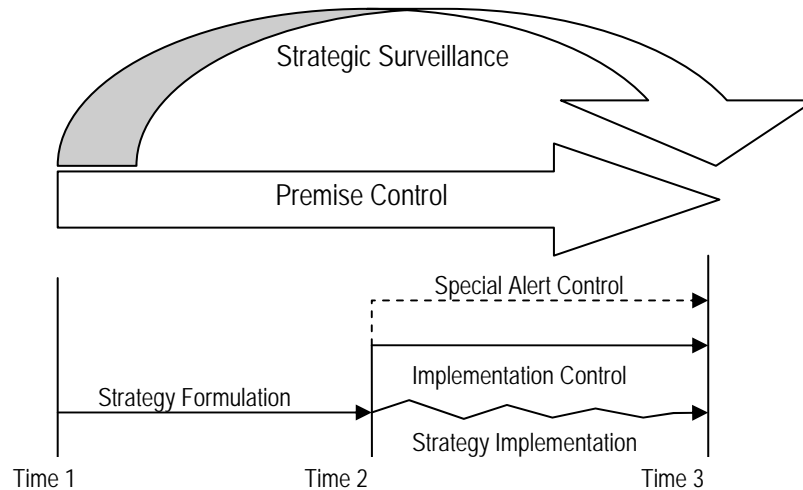 Strategic Surveillance
Premise Control
Special Alert Control
Implementation Control
Strategy Formulation
Strategy Implementation
Time 1
Time 2
Time 3